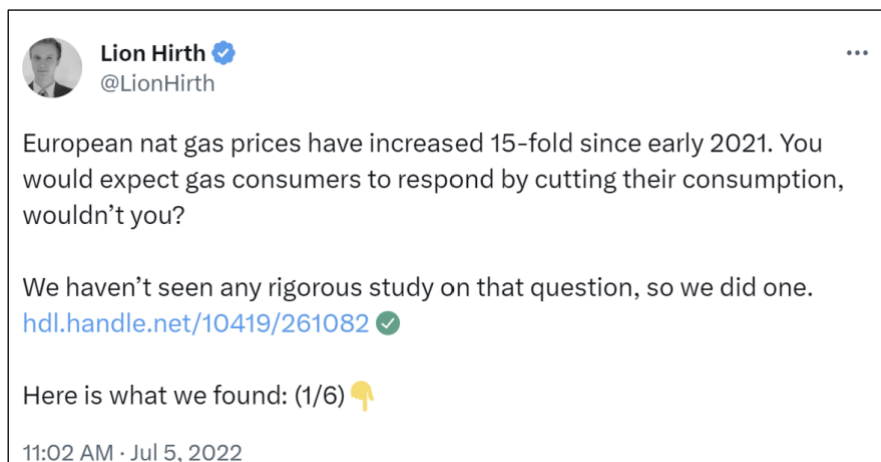 Lion Hirth
@LionHirth
European nat gas prices have increased 15-fold since early 2021. You
would expect gas consumers to respond by cutting their consumption,
wouldn’t you?
We haven’t seen any rigorous study on that question, so we did one.
hdl.handle.net/10419/261082
Here is what we found: (1/6)👇
11:02 AM · Jul 5, 2022